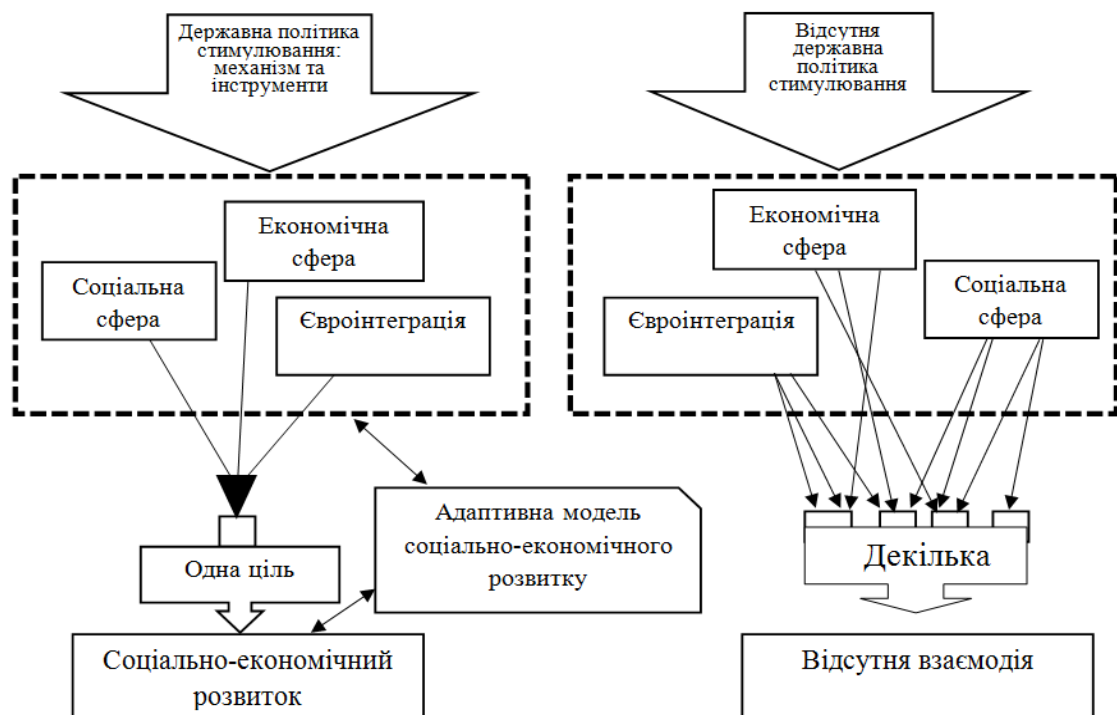 Державна політика
стимулювання:
механізм та
інструменти
Відсутня
державна
політика
стимулювання
Економічна
сфера
Соціальна
сфера
Євроінтеграція
Економічна
сфера
Євроінтеграція
Соціальна
сфера
Адаптивна модель
соціально-економічного
розвитку
Одна ціль
Декілька
Соціально-економічний
розвиток
Відсутня взаємодія